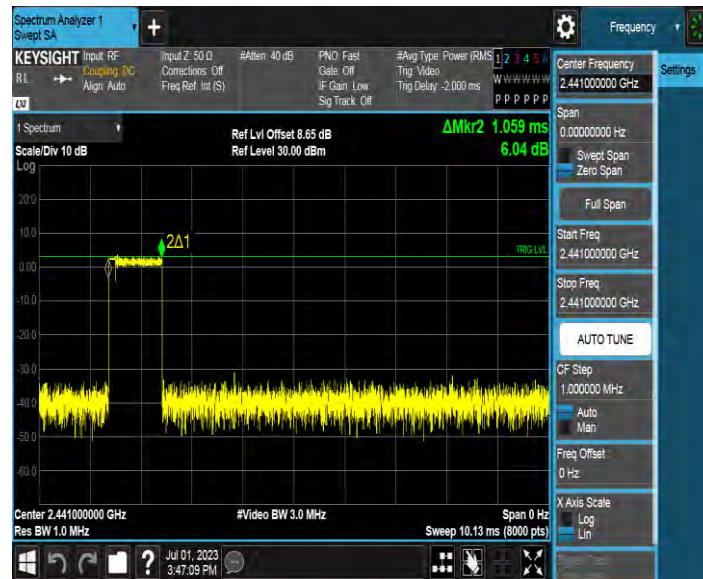 Spectrum Analyzer 1
Swept SA
+
Frequency
KEYSIGHT
Input: RF
Input Z: 50 Ω
#Atten: 40 dB
PNO: Fast
#Avg Type: Power (RMS
1 2 3 4 5 6
RL
Coupling: DC
Corrections: Off
Gate: Off
Trig: Video
W W W W W W
Align: Auto
Freq Ref: Int (S)
IF Gain: Low
Trig Delay: -2.000 ms
Sig Track: Off
P P P P P P
LXI
Center Frequency
2.441000000 GHz
Settings
Span
0.00000000 Hz
Swept Span
Zero Span
Full Span
Start Freq
2.441000000 GHz
Stop Freq
2.441000000 GHz
AUTO TUNE
CF Step
1.000000 MHz
Auto
Man
Freq Offset
0 Hz
X Axis Scale
Log
Lin
1 Spectrum
Scale/Div 10 dB
Ref Lvl Offset 8.65 dB
Ref Level 30.00 dBm
ΔMkr2 1.059 ms
6.04 dB
Log
20.0
10.0
0.00
-10.0
-20.0
-30.0
-40.0
-50.0
-60.0
2Δ1
TRIG LVL
Center 2.441000000 GHz
#Video BW 3.0 MHz
Span 0 Hz
Res BW 1.0 MHz
Sweep 10.13 ms (8000 pts)
?
Jul 01, 2023
3:47:09 PM